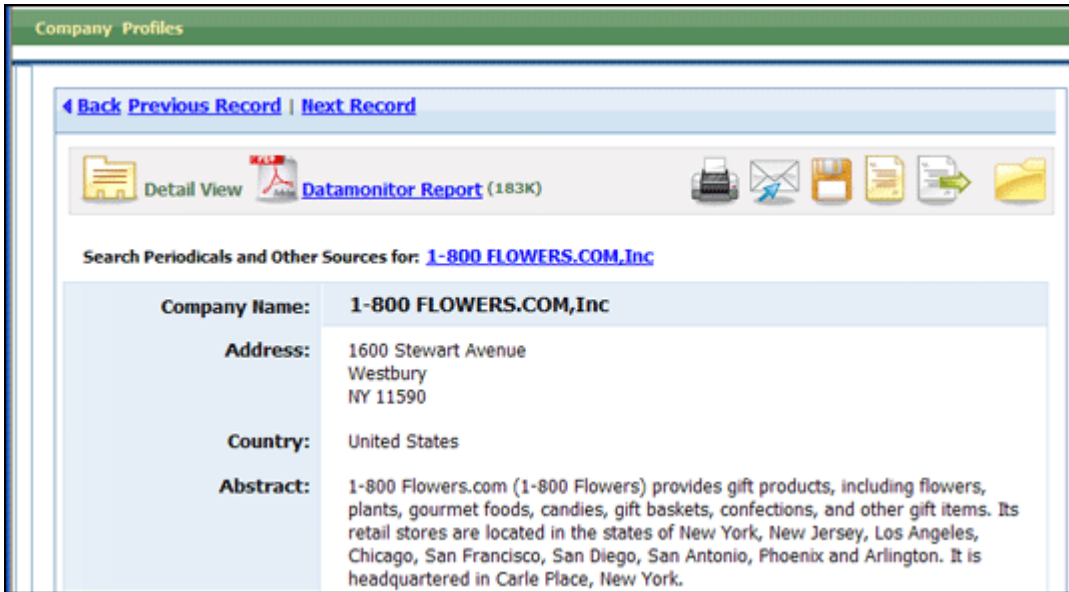 Company Profiles
Back Previous Record | Next Record
Detail View Datamonitor Report (183K)
Search Periodicals and Other Sources for: 1-800 FLOWERS.COM,Inc
Company Name: 1-800 FLOWERS.COM,Inc
Address: 1600 Stewart Avenue
Westbury
NY 11590
Country: United States
Abstract: 1-800 Flowers.com (1-800 Flowers) provides gift products, including flowers,
plants, gourmet foods, candies, gift baskets, confections, and other gift items. Its
retail stores are located in the states of New York, New Jersey, Los Angeles,
Chicago, San Francisco, San Diego, San Antonio, Phoenix and Arlington. It is
headquartered in Carle Place, New York.